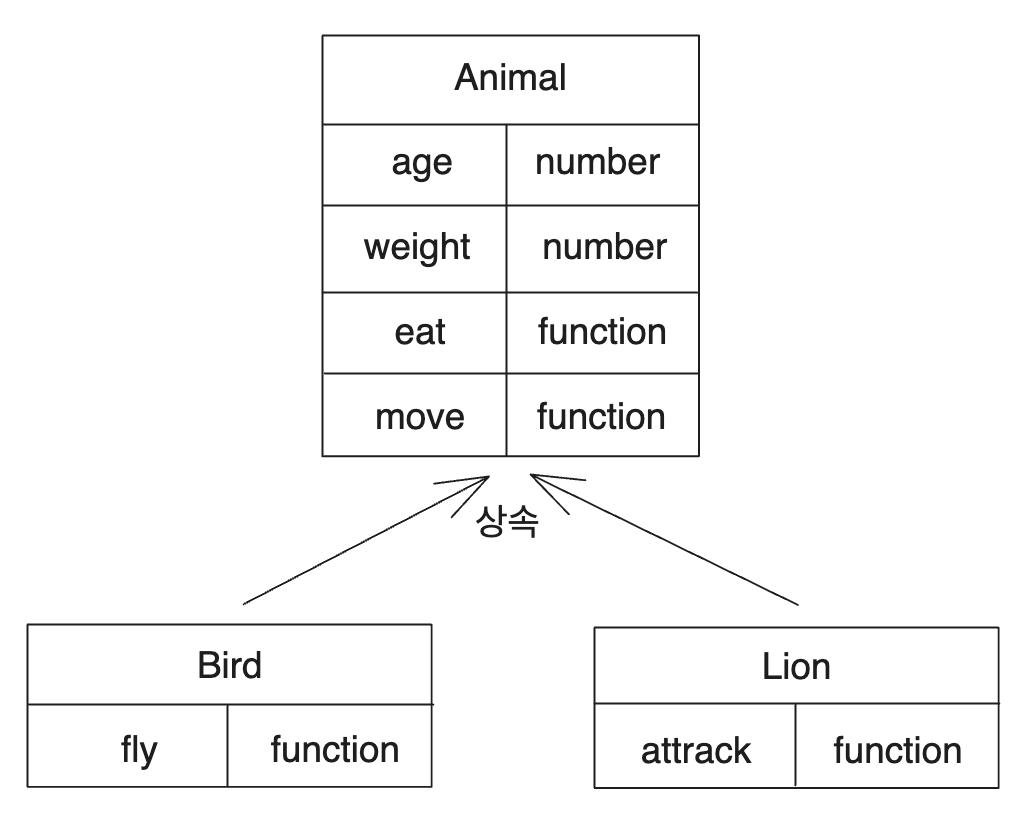 Animal
age number
weight number
eat function
move function
상속
Bird
fly function
Lion
attrack function